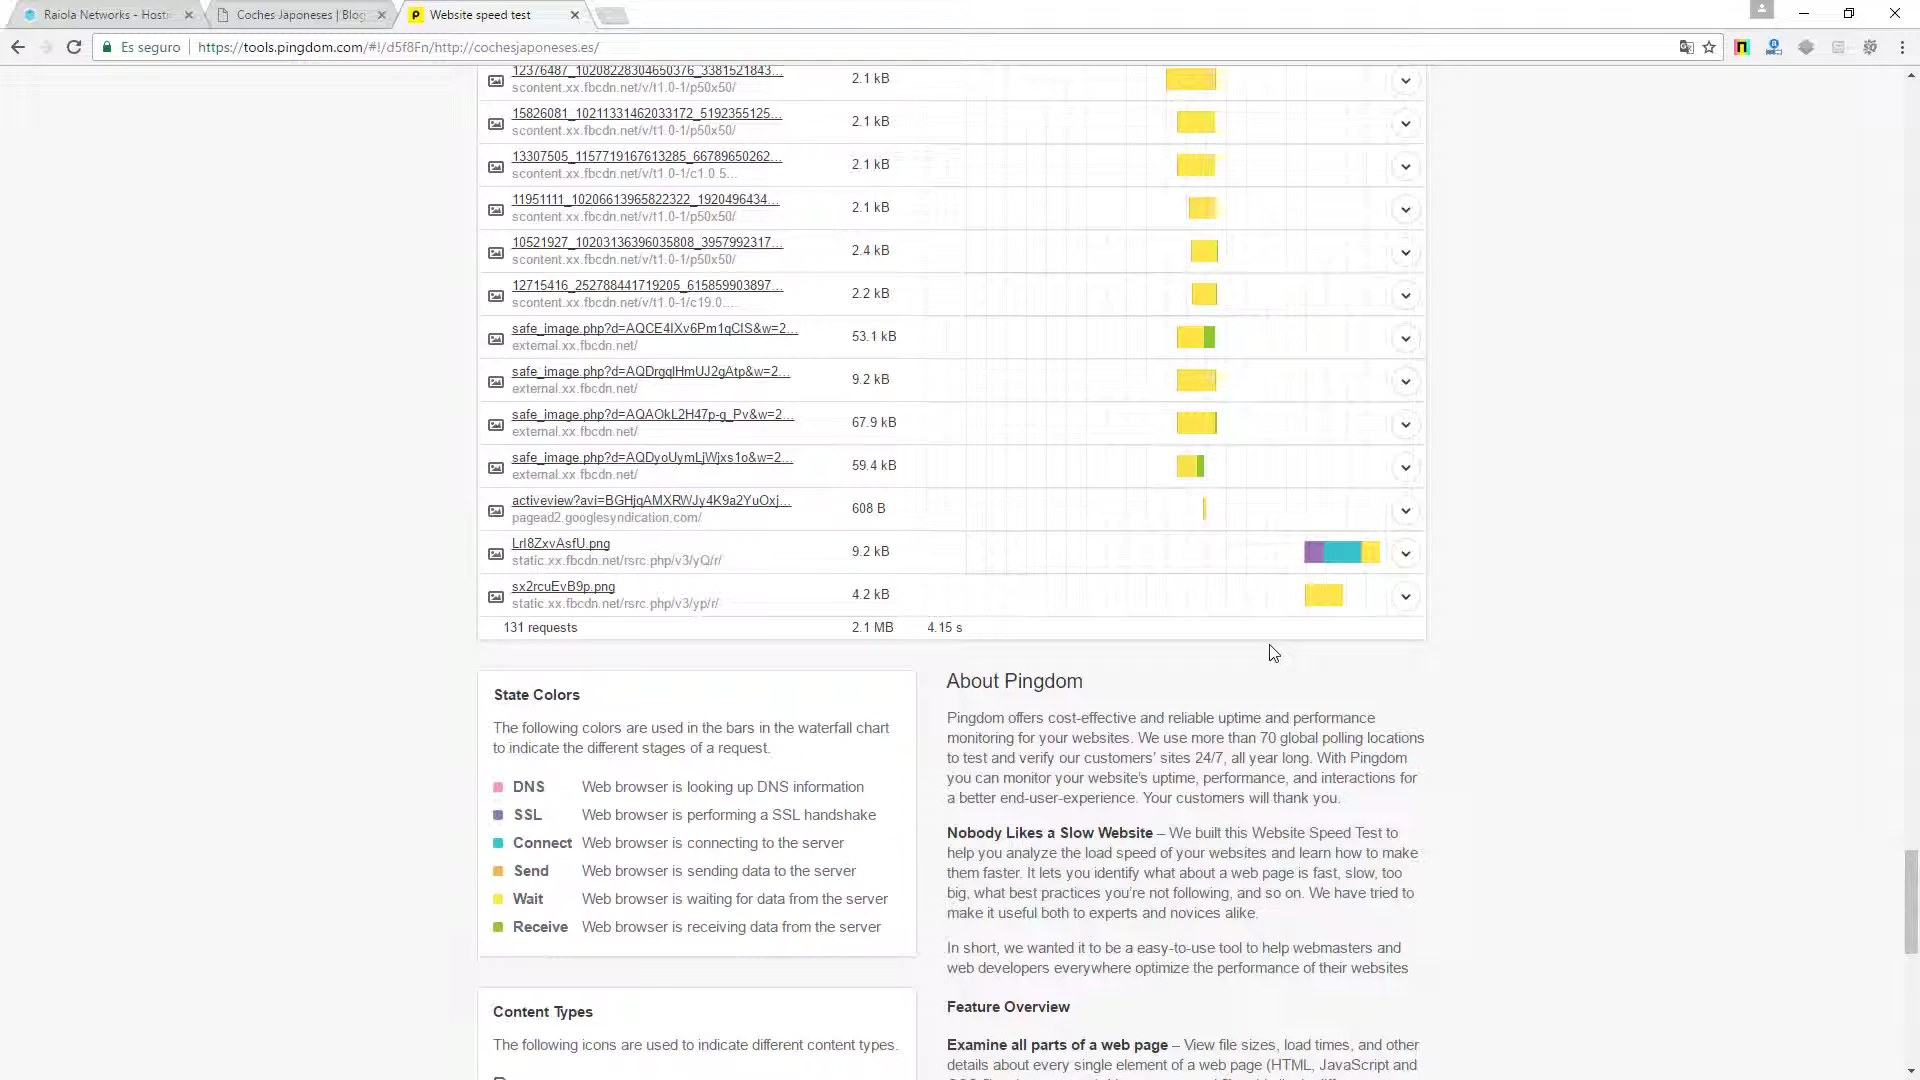 Raiola Networks - Hosti
Coches Japoneses | Blog
Website speed test
Es seguro
https://tools.pingdom.com/#!/d5f8Fn/http://cochesjaponeses.es/
12376487_10208228304650376_3381521843...
scontent.xx.fbcdn.net/v/t1.0-1/p50x50/
2.1 kB
15826081_10211331462033172_5192355125...
scontent.xx.fbcdn.net/v/t1.0-1/p50x50/
2.1 kB
13307505_1157719167613285_66789650262...
scontent.xx.fbcdn.net/v/t1.0-1/c1.0.5...
2.1 kB
11951111_10206613965822322_1920496434...
scontent.xx.fbcdn.net/v/t1.0-1/p50x50/
2.1 kB
10521927_10203136396035808_3957992317...
scontent.xx.fbcdn.net/v/t1.0-1/p50x50/
2.4 kB
12715416_252788441719205_615859903897...
scontent.xx.fbcdn.net/v/t1.0-1/c19.0....
2.2 kB
safe_image.php?d=AQCE4IXv6Pm1qCIS&w=2...
external.xx.fbcdn.net/
53.1 kB
safe_image.php?d=AQDrgqlHmUJ2gAtp&w=2...
external.xx.fbcdn.net/
9.2 kB
safe_image.php?d=AQAOkL2H47p-g_Pv&w=2...
external.xx.fbcdn.net/
67.9 kB
safe_image.php?d=AQDyoUymLjWjxs1o&w=2...
external.xx.fbcdn.net/
59.4 kB
activeview?avi=BGHjqAMXRWJy4K9a2YuOxj...
pagead2.googlesyndication.com/
608 B
LrI8ZxvAsfU.png
static.xx.fbcdn.net/rsrc.php/v3/yQ/r/
9.2 kB
sx2rcuEvB9p.png
static.xx.fbcdn.net/rsrc.php/v3/yp/r/
4.2 kB
131 requests
2.1 MB
4.15 s
State Colors
The following colors are used in the bars in the waterfall chart
to indicate the different stages of a request.
DNS Web browser is looking up DNS information
SSL Web browser is performing a SSL handshake
Connect Web browser is connecting to the server
Send Web browser is sending data to the server
Wait Web browser is waiting for data from the server
Receive Web browser is receiving data from the server
Content Types
The following icons are used to indicate different content types.
About Pingdom
Pingdom offers cost-effective and reliable uptime and performance
monitoring for your websites. We use more than 70 global polling locations
to test and verify our customers' sites 24/7, all year long. With Pingdom
you can monitor your website's uptime, performance, and interactions for
a better end-user-experience. Your customers will thank you.
Nobody Likes a Slow Website – We built this Website Speed Test to
help you analyze the load speed of your websites and learn how to make
them faster. It lets you identify what about a web page is fast, slow, too
big, what best practices you're not following, and so on. We have tried to
make it useful both to experts and novices alike.
In short, we wanted it to be a easy-to-use tool to help webmasters and
web developers everywhere optimize the performance of their websites
Feature Overview
Examine all parts of a web page – View file sizes, load times, and other
details about every single element of a web page (HTML, JavaScript and